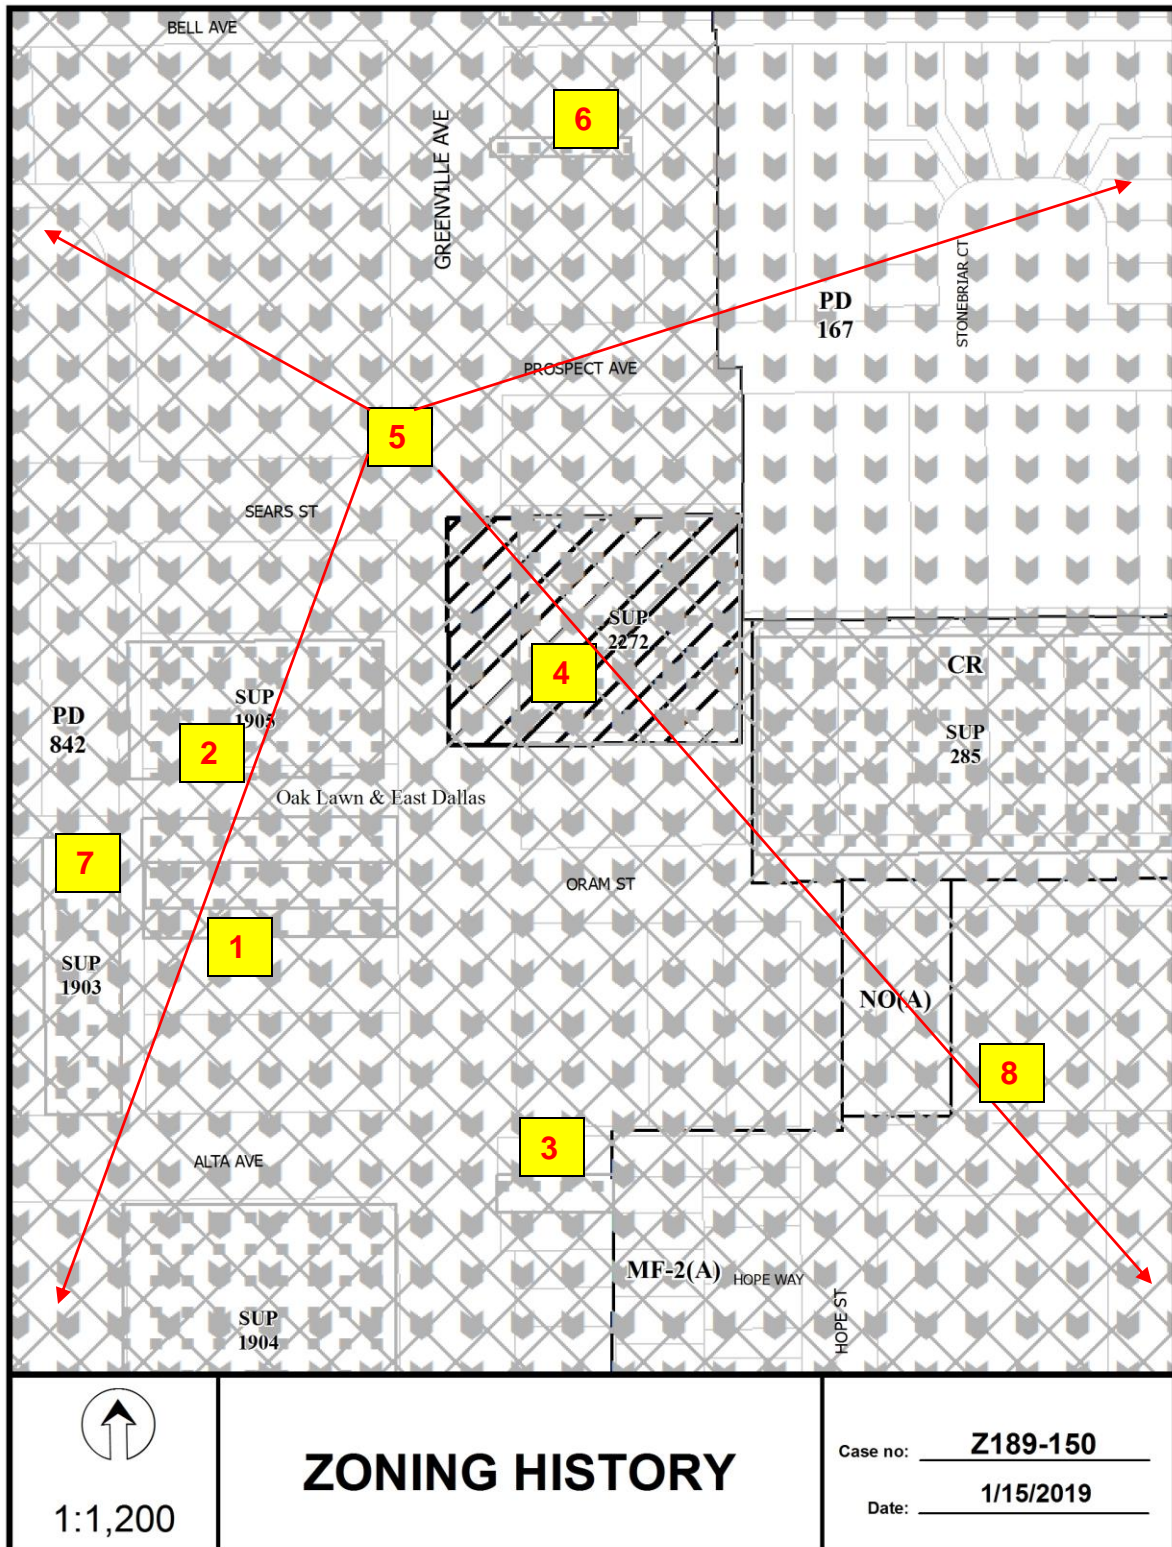 BELL AVE
6
GREENVILLE AVE
STONEBRIAR CT
PD
167
PROSPECT AVE
5
SEARS ST
SUP
2272
4
CR
SUP
285
SUP
1905
PD
842
2
Oak Lawn & East Dallas
7
ORAM ST
1
SUP
1903
NO(A)
8
3
ALTA AVE
MF-2(A)
HOPE WAY
HOPE ST
SUP
1904
1:1,200
ZONING HISTORY
Case no: Z189-150
Date: 1/15/2019